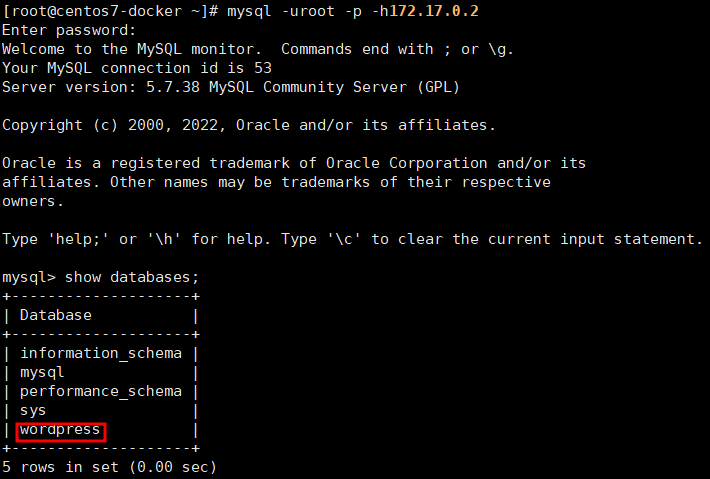 [root@centos7-docker ~]# mysql -uroot -p -h172.17.0.2
Enter password:
Welcome to the MySQL monitor.  Commands end with ; or \g.
Your MySQL connection id is 53
Server version: 5.7.38 MySQL Community Server (GPL)

Copyright (c) 2000, 2022, Oracle and/or its affiliates.

Oracle is a registered trademark of Oracle Corporation and/or its
affiliates. Other names may be trademarks of their respective
owners.

Type 'help;' or '\h' for help. Type '\c' to clear the current input statement.

mysql> show databases;
+--------------------+
| Database           |
+--------------------+
| information_schema |
| mysql              |
| performance_schema |
| sys                |
| wordpress          |
+--------------------+
5 rows in set (0.00 sec)